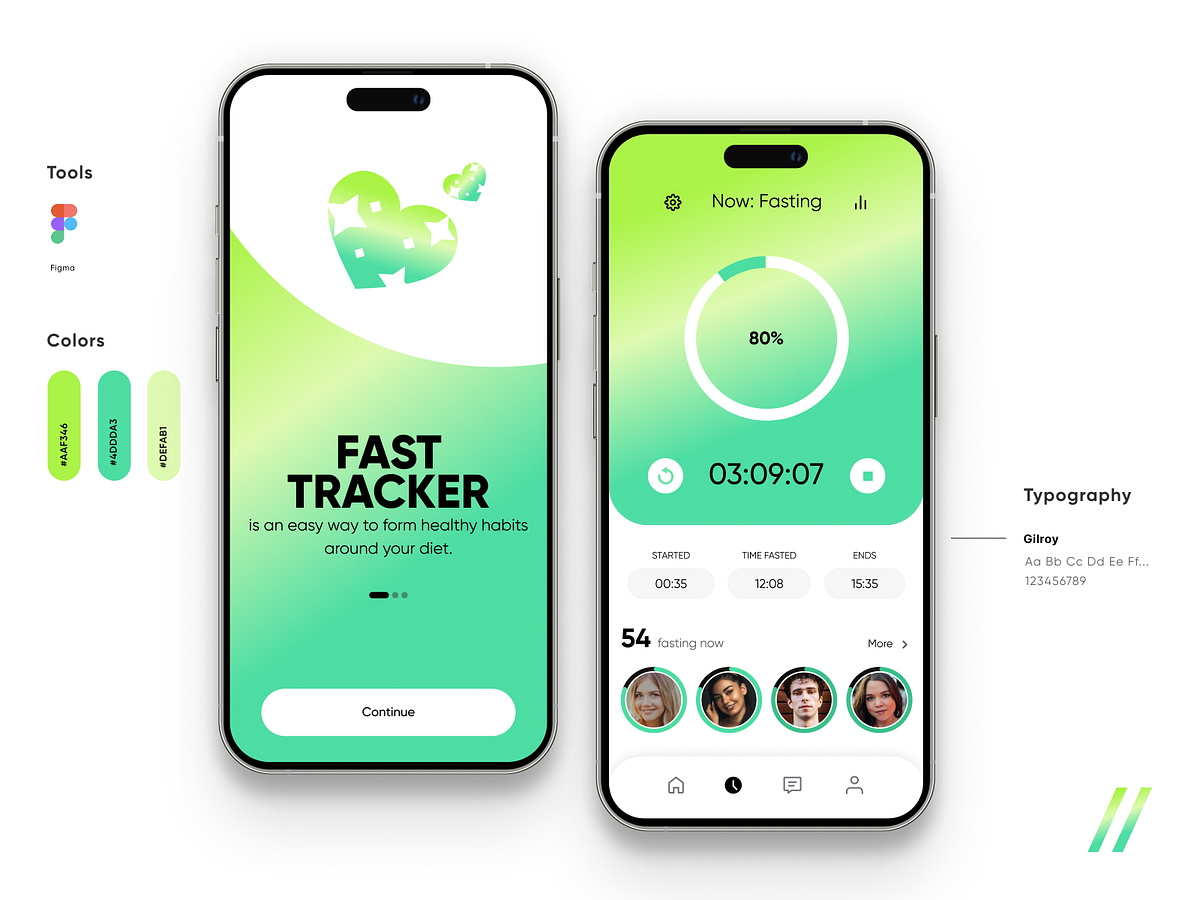 Tools
Figma
Colors
#AAF346
#4DDDA3
#DEFAB1
FAST
TRACKER
is an easy way to form healthy habits
around your diet.
Continue
Now: Fasting
80%
03:09:07
STARTED TIME FASTED ENDS
00:35 12:08 15:35
54 fasting now More
Typography
Gilroy
Aa Bb Cc Dd Ee Ff...
123456789